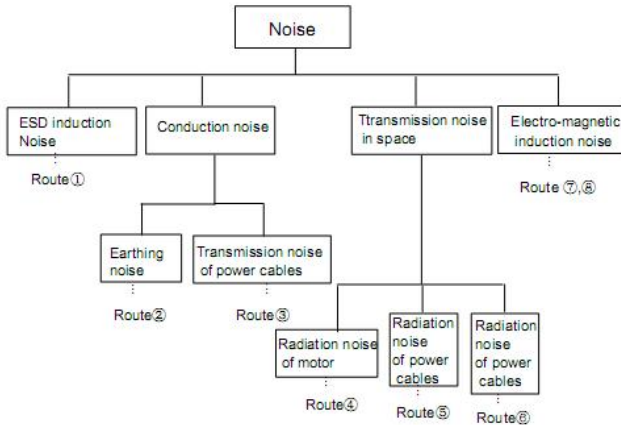 Noise
ESD induction
Noise
Conduction noise
Ttransmission noise
in space
Electro-magnetic
induction noise
Route①
Route ⑦,⑧
Earthing
noise
Transmission noise
of power cables
Route②
Route③
Radiation noise
of motor
Radiation
noise
of power
cables
Radiation
noise
of power
cables
Route④
Route⑤
Route⑥